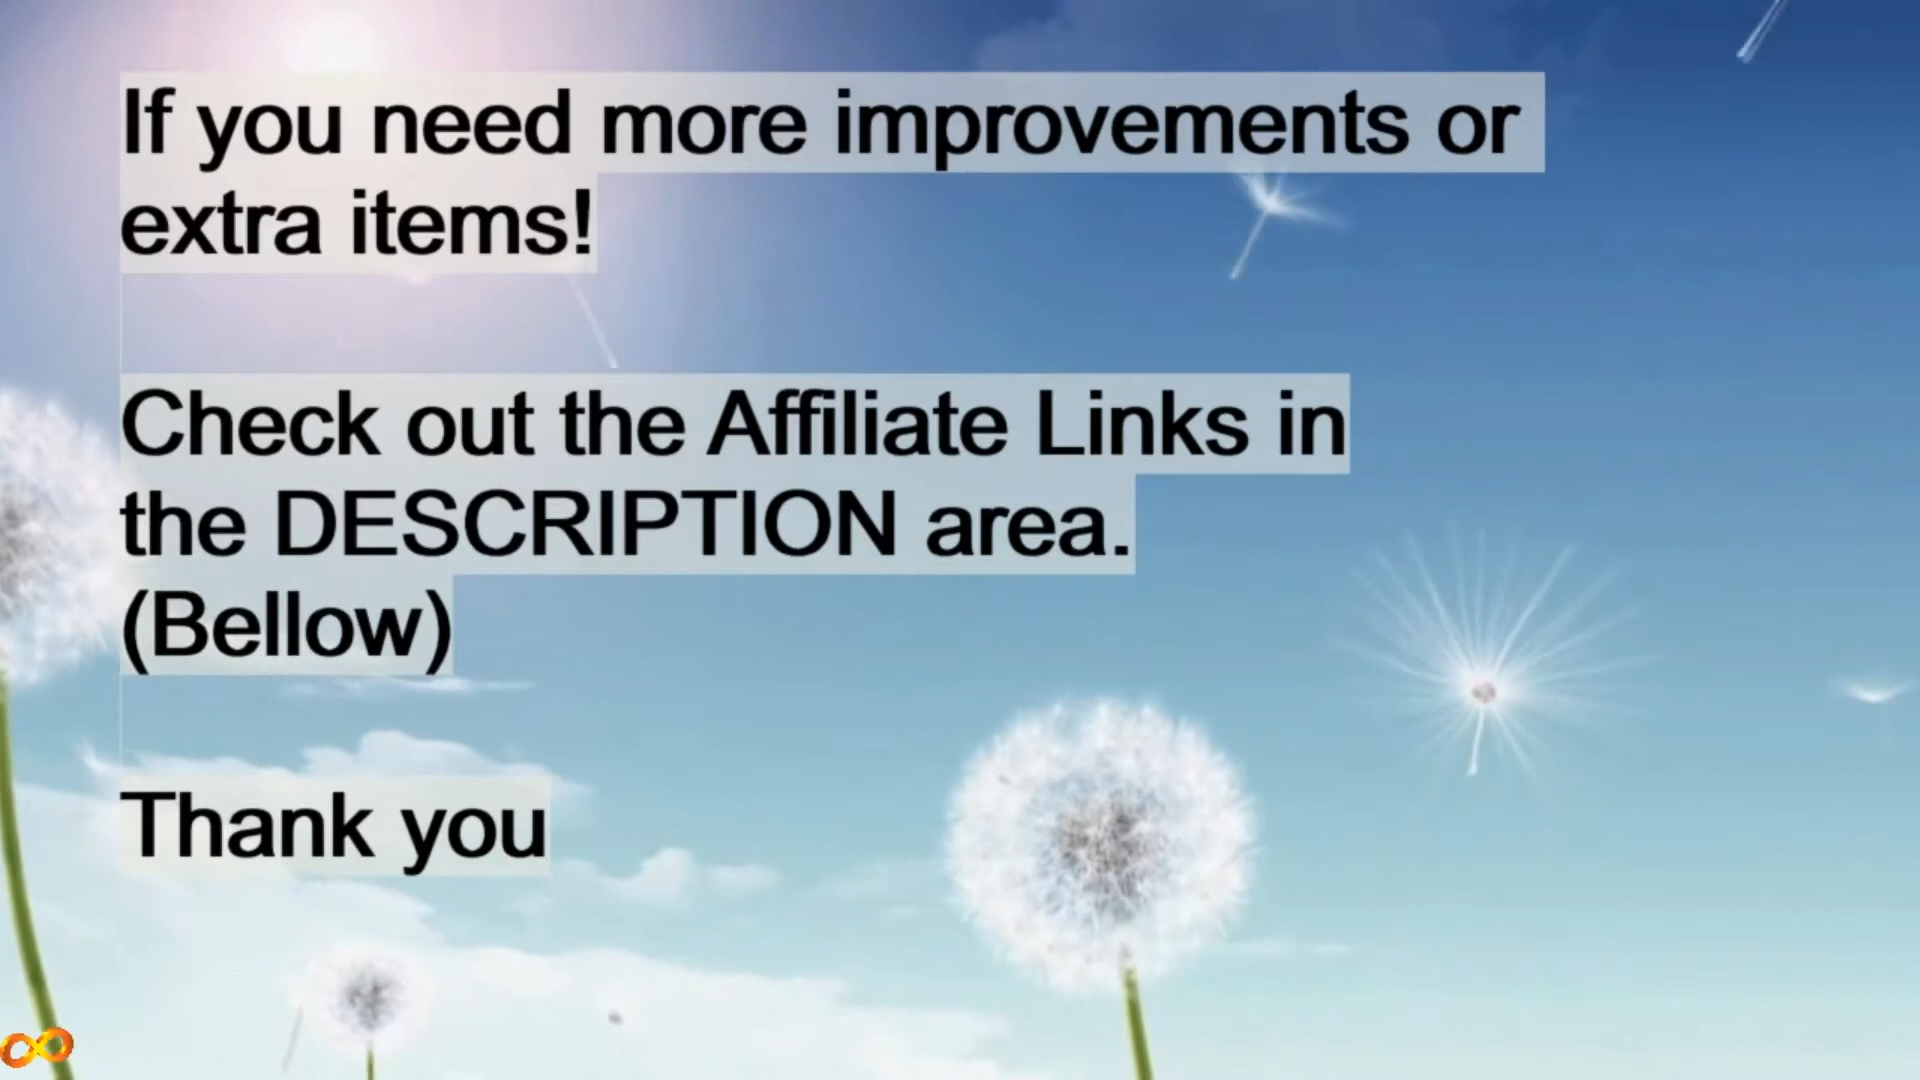 If you need more improvements or
extra items!
Check out the Affiliate Links in
the DESCRIPTION area.
(Bellow)
Thank you